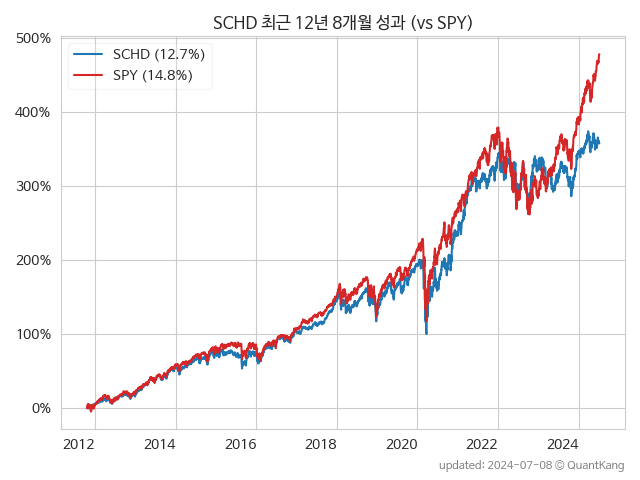 SCHD 최근 12년 8개월 성과 (vs SPY)
500%
SCHD (12.7%)
SPY (14.8%)
400%
300%
200%
100%
0%
2012 2014 2016 2018 2020 2022 2024
updated: 2024-07-08 © QuantKang